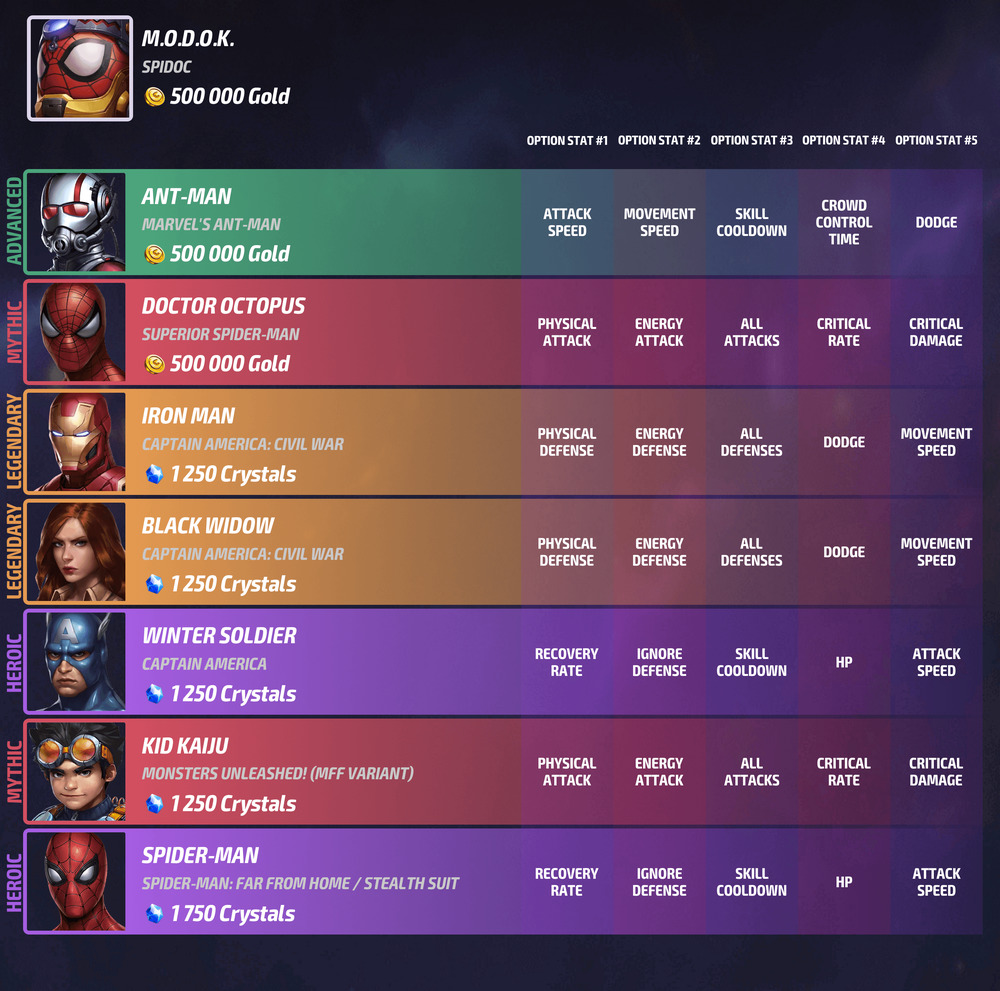 M.O.D.O.K.
SPIDOC
500 000 Gold
OPTION STAT #1 OPTION STAT #2 OPTION STAT #3 OPTION STAT #4 OPTION STAT #5
ADVANCED
ANT-MAN
MARVEL'S ANT-MAN
500 000 Gold
ATTACK
SPEED
MOVEMENT
SPEED
SKILL
COOLDOWN
CROWD
CONTROL
TIME
DODGE
MYTHIC
DOCTOR OCTOPUS
SUPERIOR SPIDER-MAN
500 000 Gold
PHYSICAL
ATTACK
ENERGY
ATTACK
ALL
ATTACKS
CRITICAL
RATE
CRITICAL
DAMAGE
LEGENDARY
IRON MAN
CAPTAIN AMERICA: CIVIL WAR
1 250 Crystals
PHYSICAL
DEFENSE
ENERGY
DEFENSE
ALL
DEFENSES
DODGE
MOVEMENT
SPEED
LEGENDARY
BLACK WIDOW
CAPTAIN AMERICA: CIVIL WAR
1 250 Crystals
PHYSICAL
DEFENSE
ENERGY
DEFENSE
ALL
DEFENSES
DODGE
MOVEMENT
SPEED
HEROIC
WINTER SOLDIER
CAPTAIN AMERICA
1 250 Crystals
RECOVERY
RATE
IGNORE
DEFENSE
SKILL
COOLDOWN
HP
ATTACK
SPEED
MYTHIC
KID KAIJU
MONSTERS UNLEASHED! (MFF VARIANT)
1 250 Crystals
PHYSICAL
ATTACK
ENERGY
ATTACK
ALL
ATTACKS
CRITICAL
RATE
CRITICAL
DAMAGE
HEROIC
SPIDER-MAN
SPIDER-MAN: FAR FROM HOME / STEALTH SUIT
1 750 Crystals
RECOVERY
RATE
IGNORE
DEFENSE
SKILL
COOLDOWN
HP
ATTACK
SPEED